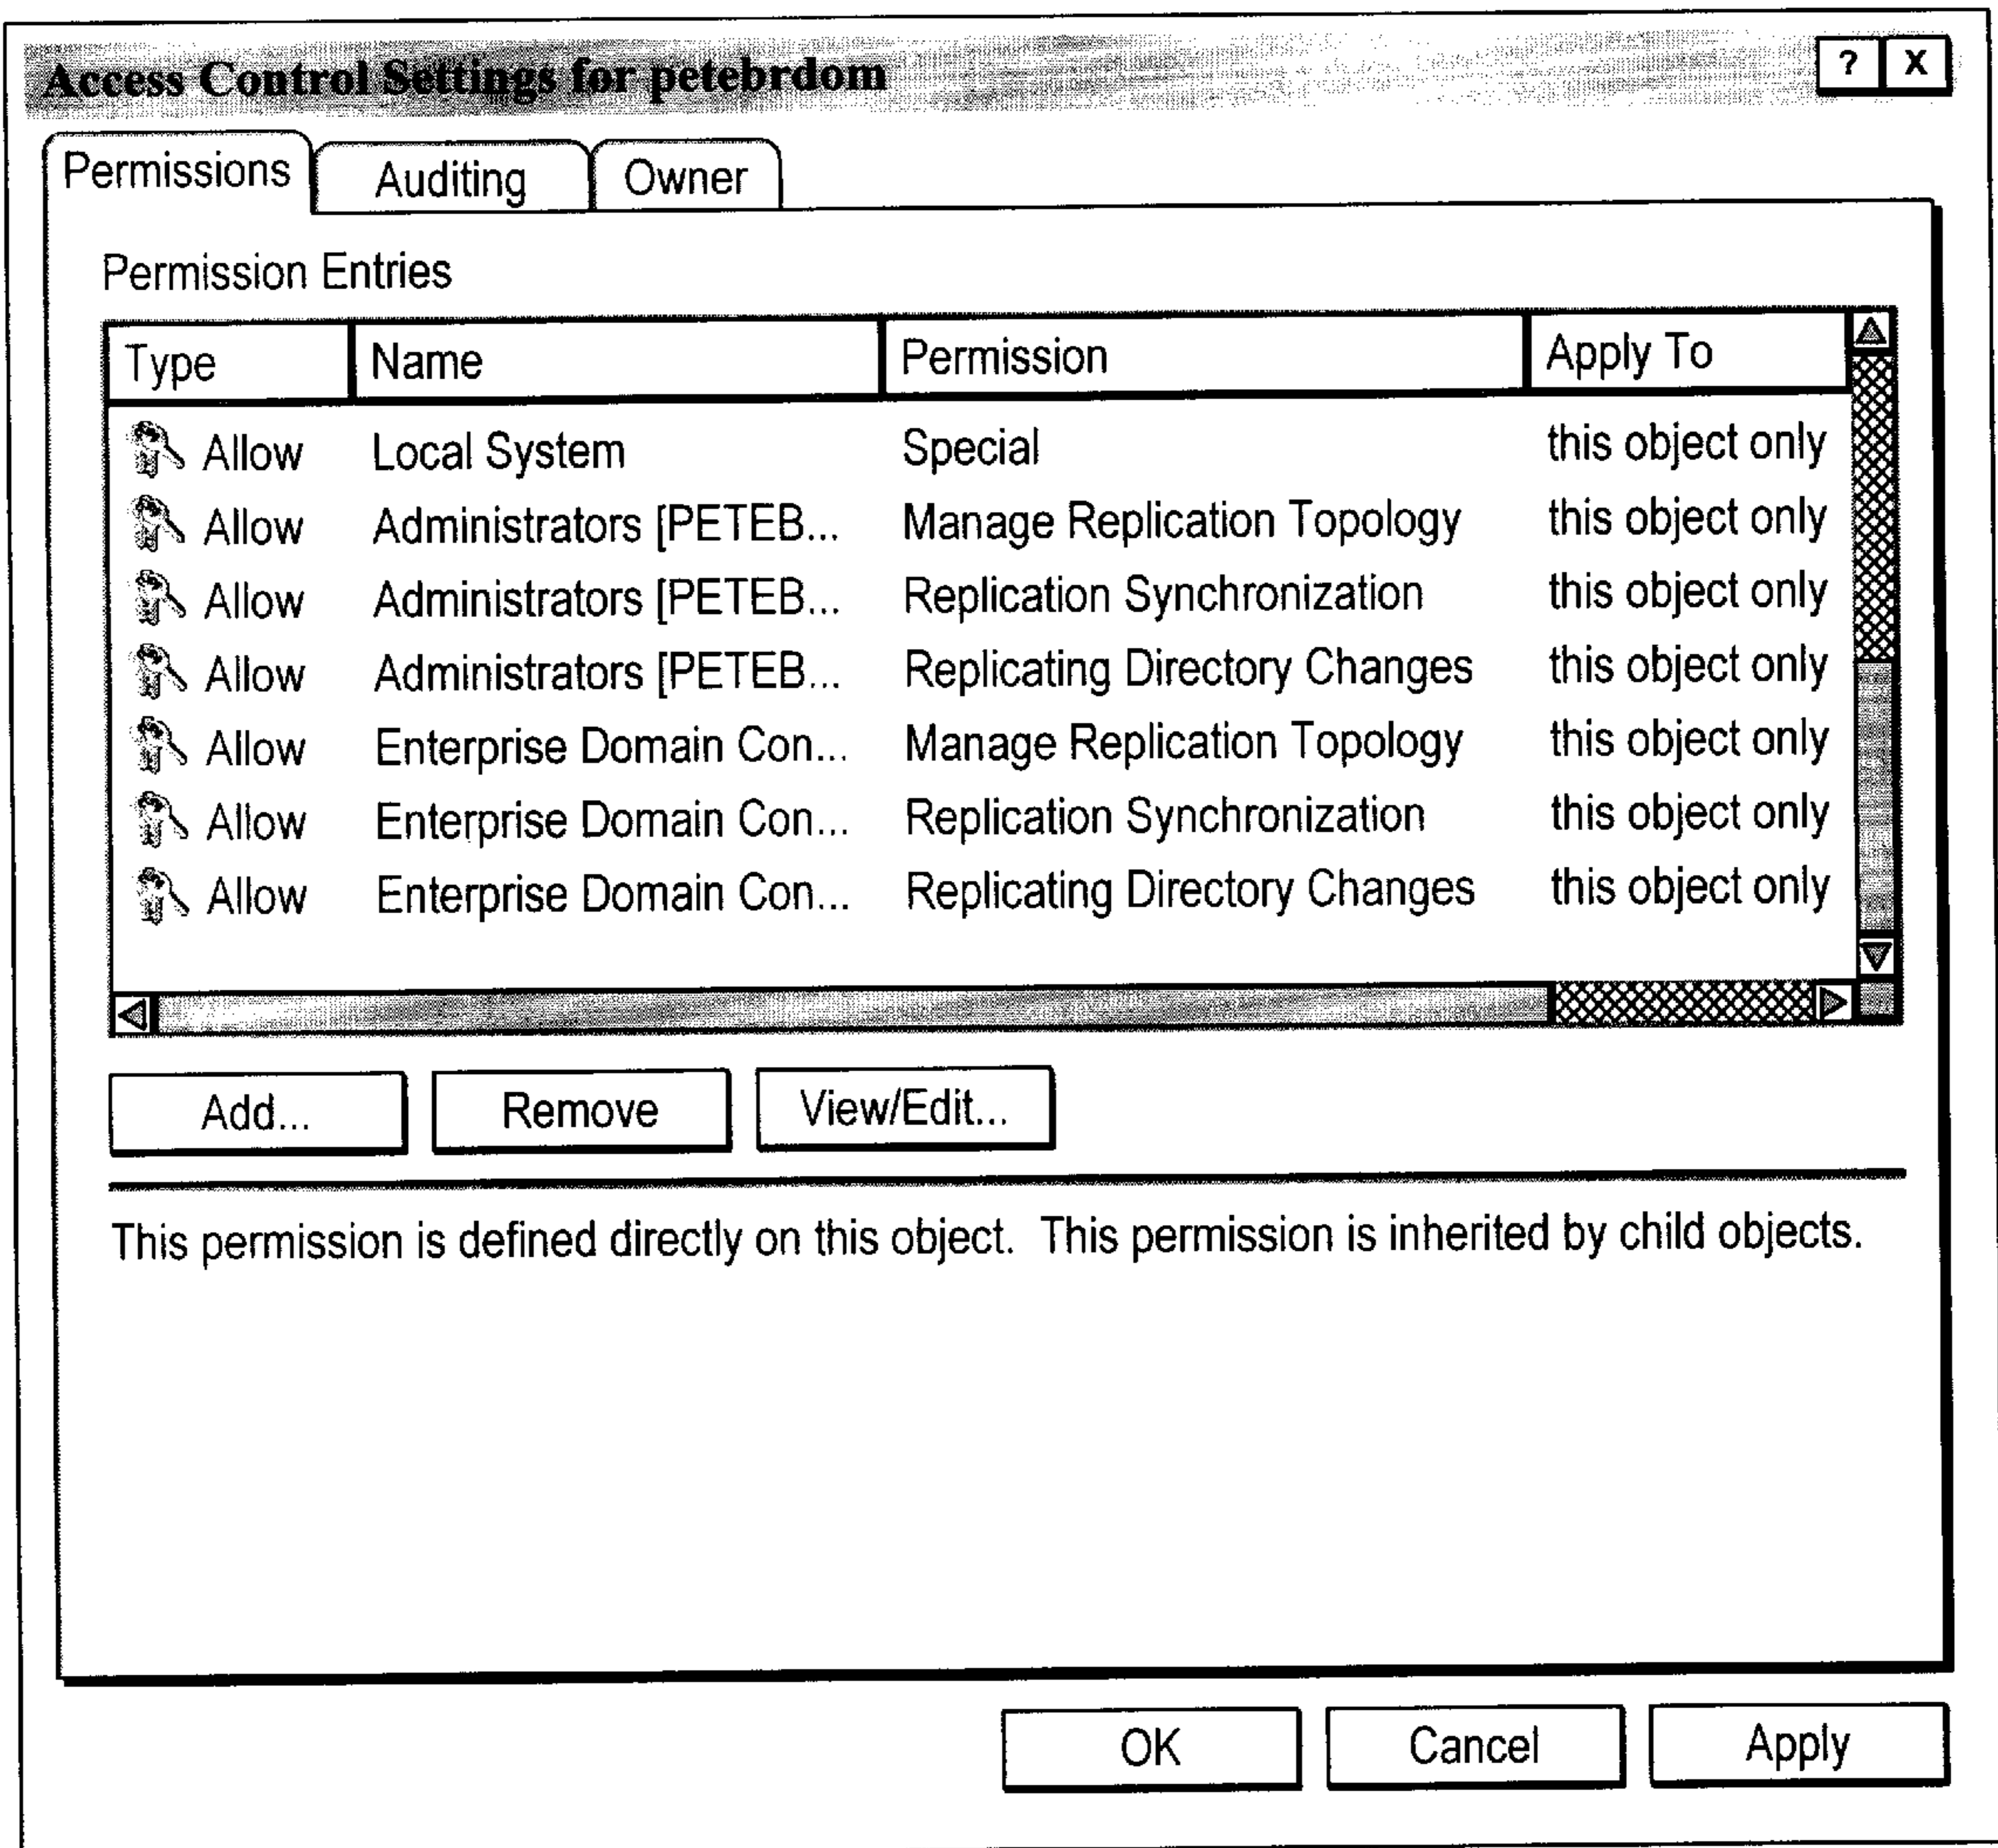 Access Control Settings for petebrdom ? X
Permissions Auditing Owner
Permission Entries
Type Name Permission Apply To
Allow Local System Special this object only
Allow Administrators [PETEB... Manage Replication Topology this object only
Allow Administrators [PETEB... Replication Synchronization this object only
Allow Administrators [PETEB... Replicating Directory Changes this object only
Allow Enterprise Domain Con... Manage Replication Topology this object only
Allow Enterprise Domain Con... Replication Synchronization this object only
Allow Enterprise Domain Con... Replicating Directory Changes this object only
Add... Remove View/Edit...
This permission is defined directly on this object. This permission is inherited by child objects.
OK Cancel Apply